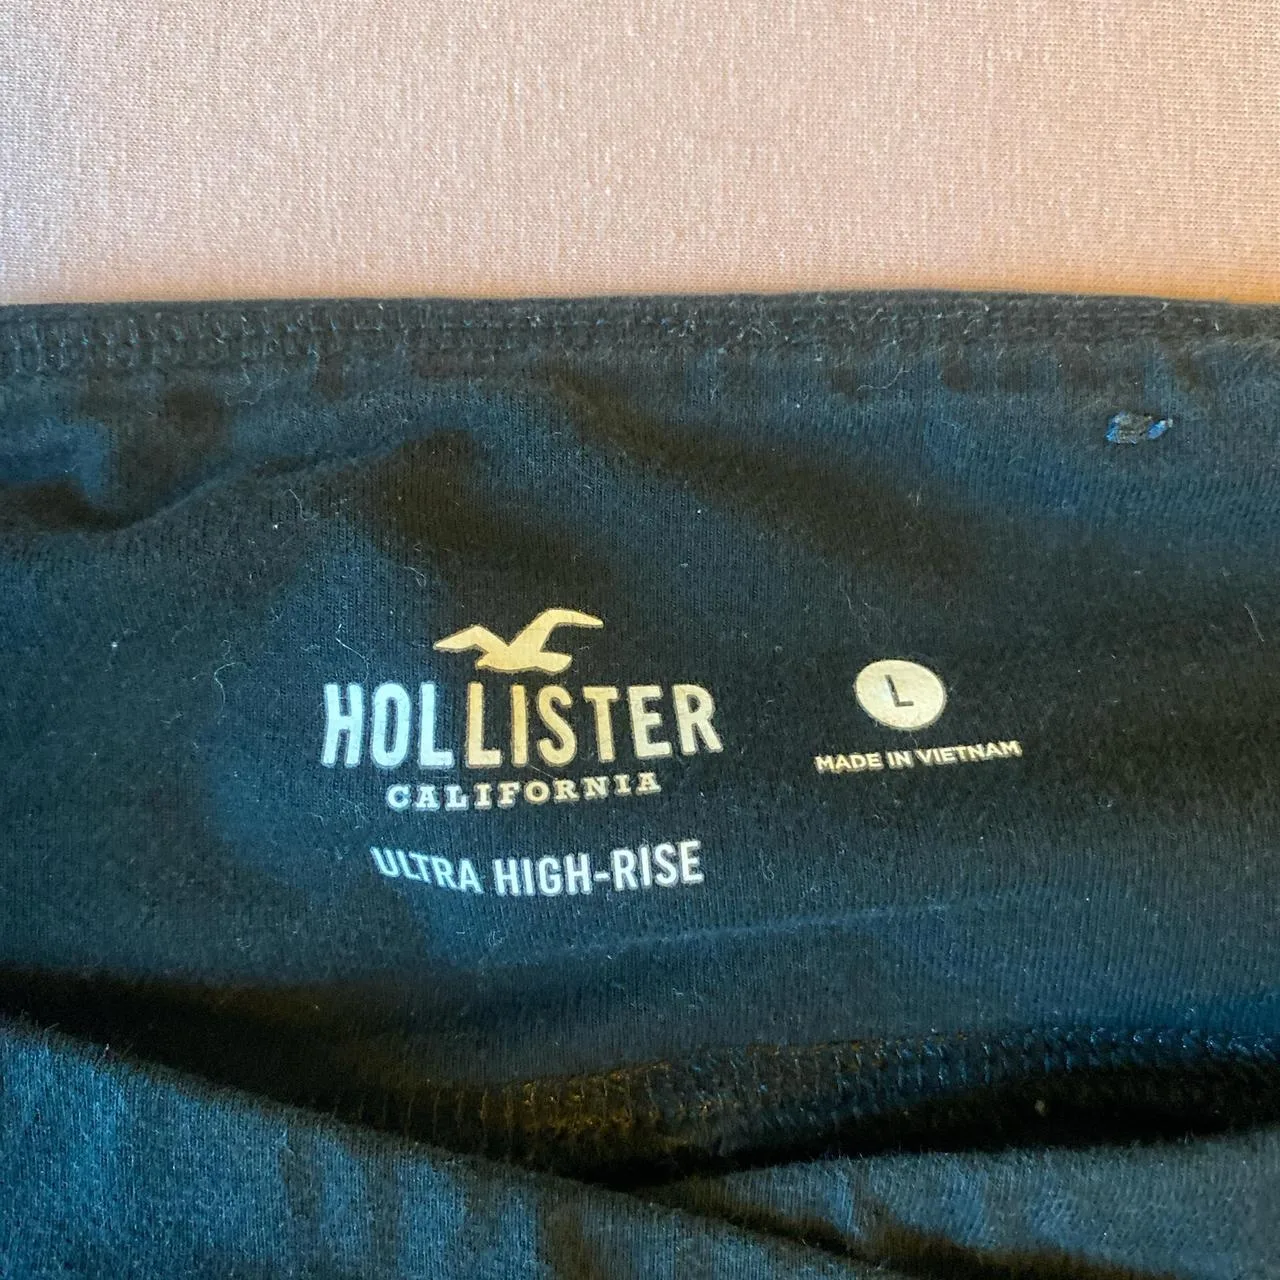 HOLLISTER
CALIFORNIA
ULTRA HIGH-RISE
L
MADE IN VIETNAM